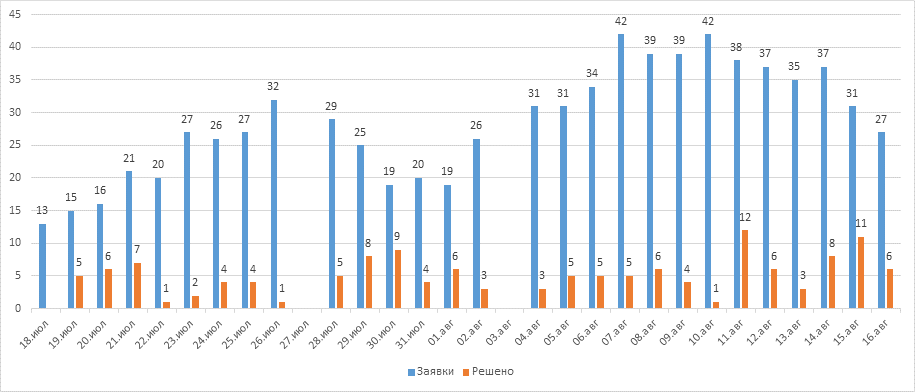 45
40
35
30
25
20
15
10
5
0
13 15 16 21 20 27 26 27 32 29 25 19 20 19 26 31 31 34 42 39 39 42 38 37 35 37 31 27
5 6 7 1 2 4 4 1 5 8 9 4 6 3 3 5 5 5 6 4 1 12 6 3 8 11 6
18.июл 19.июл 20.июл 21.июл 22.июл 23.июл 24.июл 25.июл 26.июл 27.июл 28.июл 29.июл 30.июл 31.июл 01.авг 02.авг 03.авг 04.авг 05.авг 06.авг 07.авг 08.авг 09.авг 10.авг 11.авг 12.авг 13.авг 14.авг 15.авг 16.авг
Заявки Решено